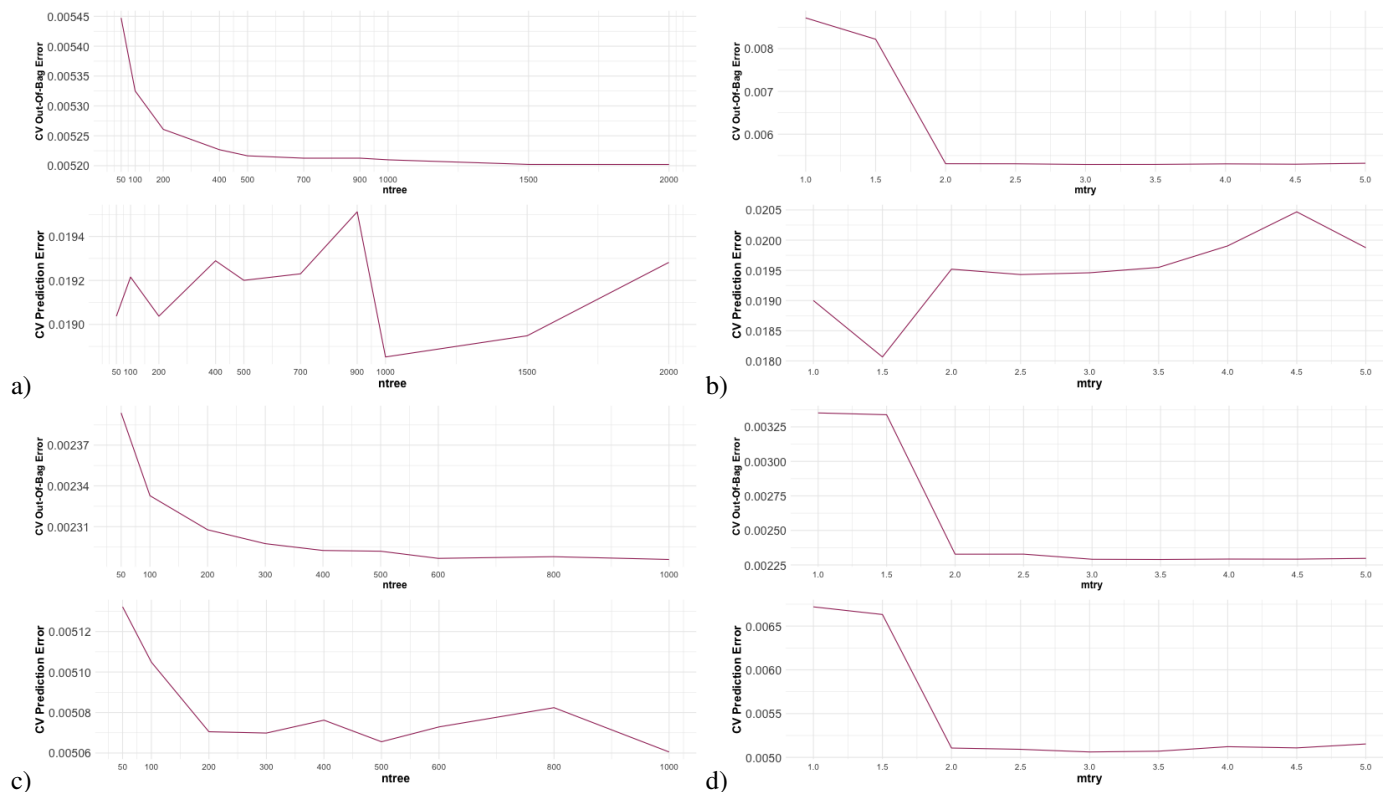 0.00545
0.00540
0.00535
0.00530
0.00525
0.00520
CV Out-Of-Bag Error
50 100 200 400 500 700 900 1000 1500 2000
ntree
0.0194
0.0192
0.0190
CV Prediction Error
50 100 200 400 500 700 900 1000 1500 2000
ntree
a)
0.008
0.007
0.006
CV Out-Of-Bag Error
1.0 1.5 2.0 2.5 3.0 3.5 4.0 4.5 5.0
mtry
0.0205
0.0200
0.0195
0.0190
0.0185
0.0180
CV Prediction Error
1.0 1.5 2.0 2.5 3.0 3.5 4.0 4.5 5.0
mtry
b)
0.00237
0.00234
0.00231
CV Out-Of-Bag Error
50 100 200 300 400 500 600 800 1000
ntree
0.00512
0.00510
0.00508
0.00506
CV Prediction Error
50 100 200 300 400 500 600 800 1000
ntree
c)
0.00325
0.00300
0.00275
0.00250
0.00225
CV Out-Of-Bag Error
1.0 1.5 2.0 2.5 3.0 3.5 4.0 4.5 5.0
mtry
0.0065
0.0060
0.0055
0.0050
CV Prediction Error
1.0 1.5 2.0 2.5 3.0 3.5 4.0 4.5 5.0
mtry
d)